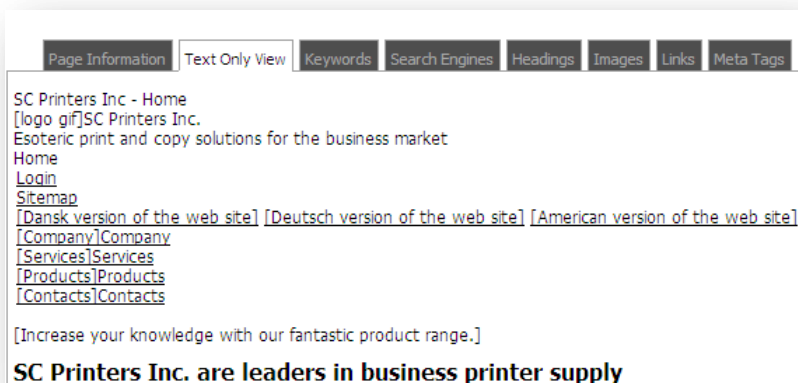 Page Information Text Only View Keywords Search Engines Headings Images Links Meta Tags
SC Printers Inc - Home
[logo gif]SC Printers Inc.
Esoteric print and copy solutions for the business market
Home
Login
Sitemap
[Dansk version of the web site] [Deutsch version of the web site] [American version of the web site]
[Company]Company
[Services]Services
[Products]Products
[Contacts]Contacts
[Increase your knowledge with our fantastic product range.]
SC Printers Inc. are leaders in business printer supply